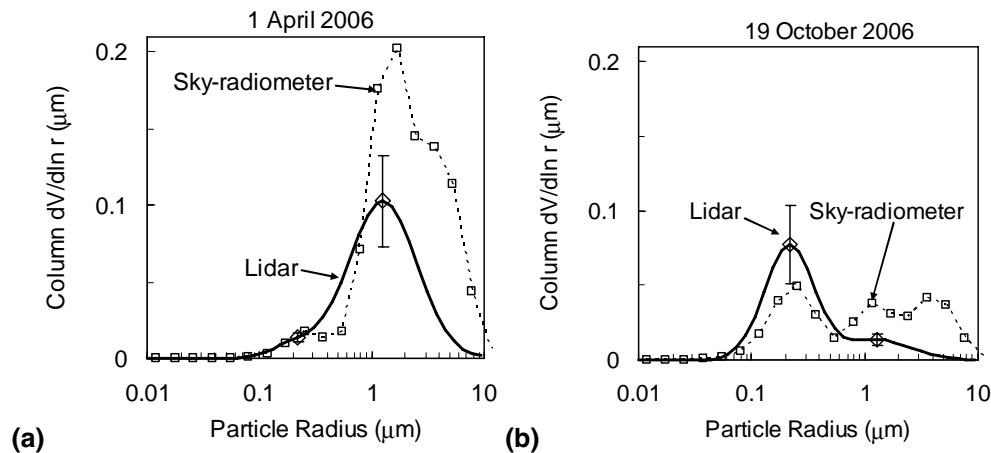 1 April 2006
0.2
0.1
0
Column dV/dln r (μm)
Sky-radiometer
Lidar
0.01
0.1
1
10
Particle Radius (μm)
(a)
19 October 2006
0.2
0.1
0
Column dV/dln r (μm)
Lidar
Sky-radiometer
0.01
0.1
1
10
Particle Radius (μm)
(b)